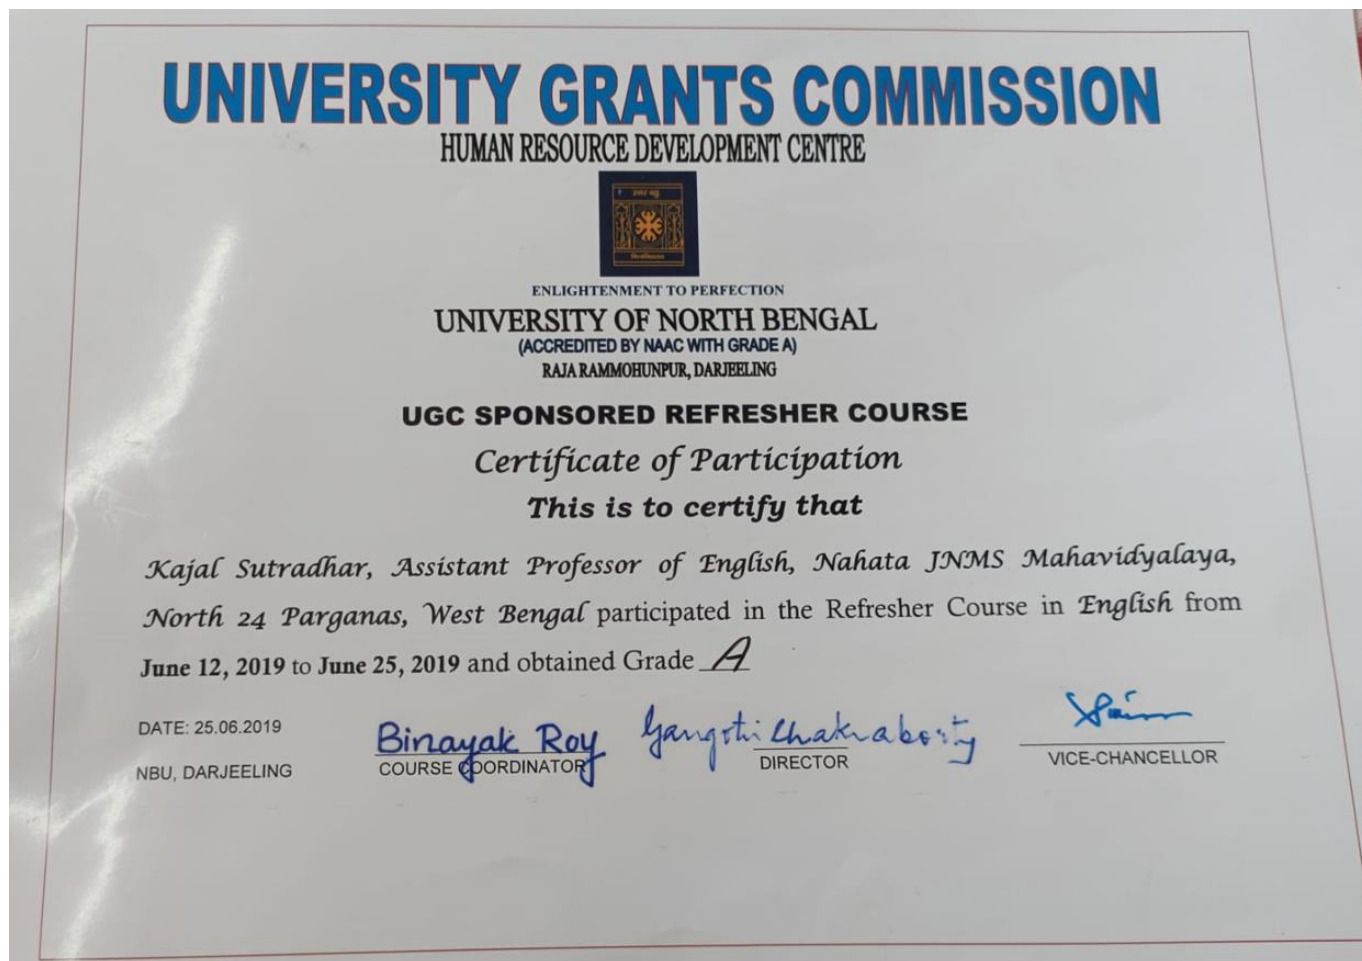 UNIVERSITY GRANTS COMMISSION
HUMAN RESOURCE DEVELOPMENT CENTRE
ENLIGHTENMENT TO PERFECTION
UNIVERSITY OF NORTH BENGAL
(ACCREDITED BY NAAC WITH GRADE A)
RAJA RAMMOHUNPUR, DARJEELING
UGC SPONSORED REFRESHER COURSE
Certificate of Participation
This is to certify that
Kajal Sutradhar, Assistant Professor of English, Nahata JNMS Mahavidyalaya,
North 24 Parganas, West Bengal participated in the Refresher Course in English from
June 12, 2019 to June 25, 2019 and obtained Grade A
DATE: 25.06.2019
NBU, DARJEELING
Binayak Roy
COURSE COORDINATOR
Gangotri Chakraborty
DIRECTOR
VICE-CHANCELLOR